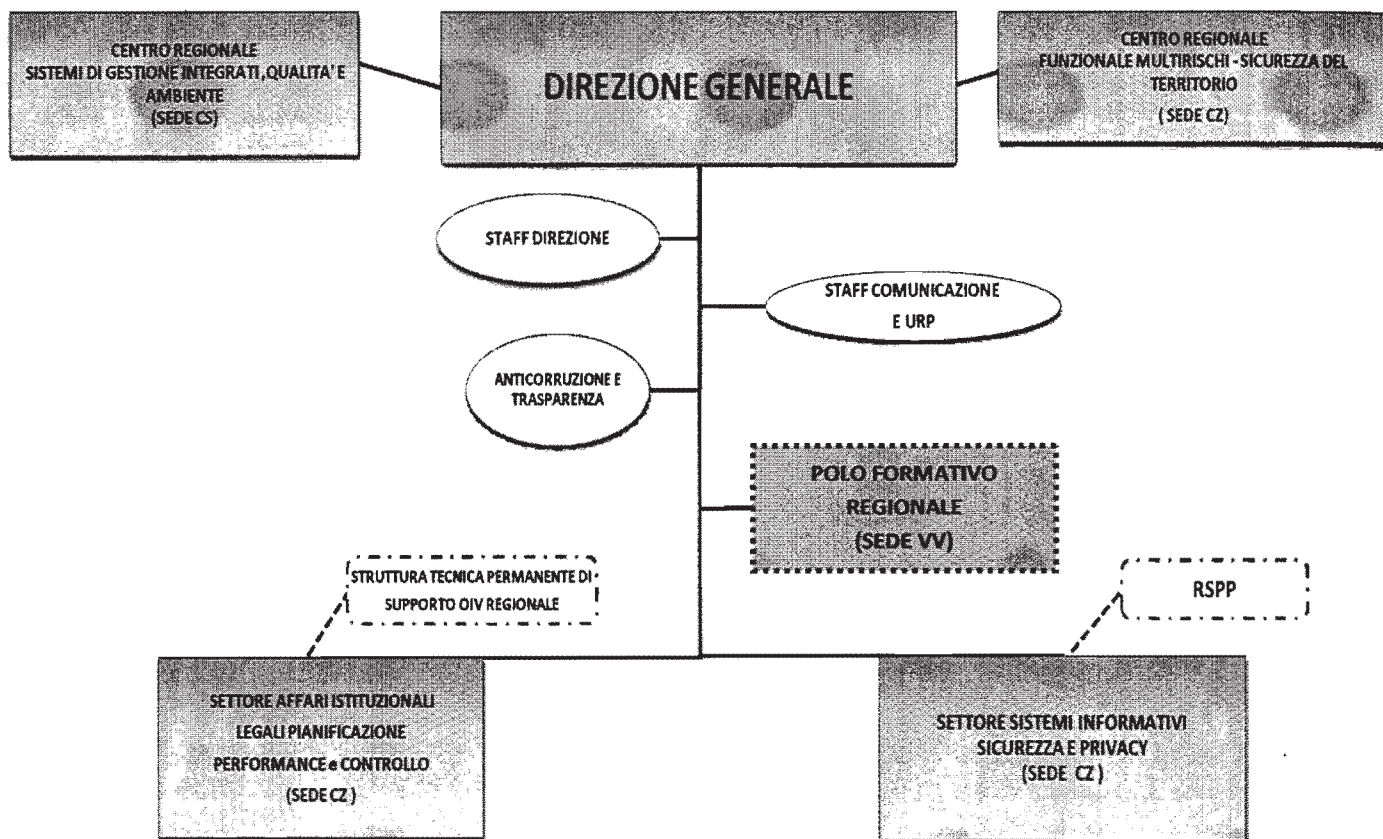 CENTRO REGIONALE
SISTEMI DI GESTIONE INTEGRATI, QUALITA' E
AMBIENTE
(SEDE CS)
DIREZIONE GENERALE
CENTRO REGIONALE
FUNZIONALE MULTIRISCHI - SICUREZZA DEL
TERRITORIO
( SEDE CZ)
STAFF DIREZIONE
STAFF COMUNICAZIONE
E URP
ANTICORRUZIONE E
TRASPARENZA
POLO FORMATIVO
REGIONALE
(SEDE VV)
STRUTTURA TECNICA PERMANENTE DI
SUPPORTO OIV REGIONALE
RSPP
SETTORE AFFARI ISTITUZIONALI
LEGALI PIANIFICAZIONE
PERFORMANCE e CONTROLLO
(SEDE CZ )
SETTORE SISTEMI INFORMATIVI
SICUREZZA E PRIVACY
(SEDE CZ )